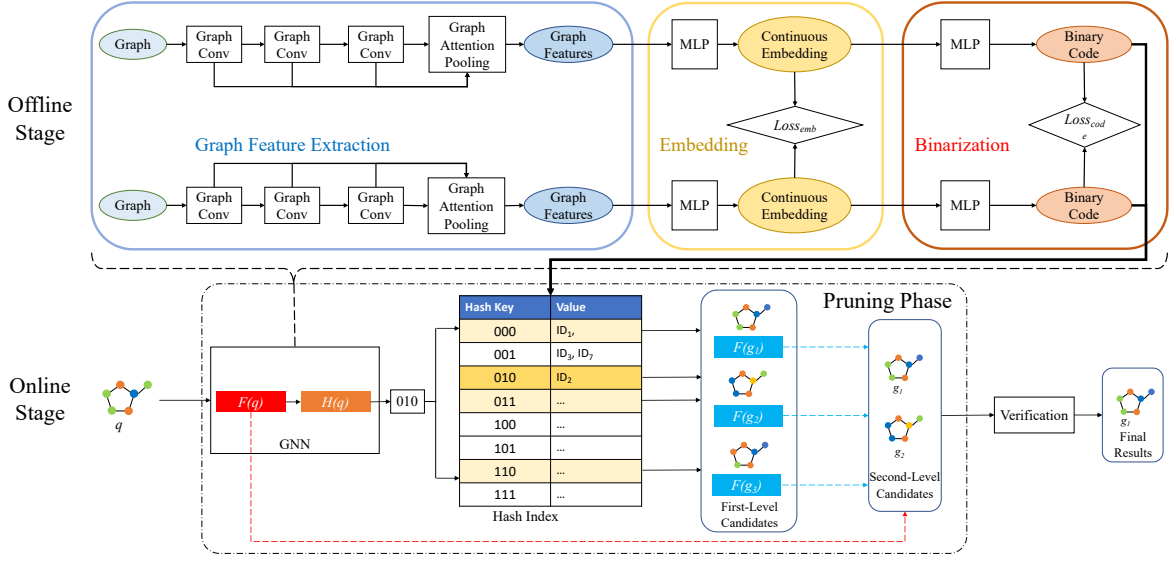 Offline
Stage
Graph
Graph
Conv
Graph
Conv
Graph
Conv
Graph
Attention
Pooling
Graph
Features
MLP
Continuous
Embedding
MLP
Binary
Code
Graph Feature Extraction
Embedding
Loss_emb
Binarization
Loss_cod
e
Graph
Graph
Conv
Graph
Conv
Graph
Conv
Graph
Attention
Pooling
Graph
Features
MLP
Continuous
Embedding
MLP
Binary
Code
Online
Stage
q
F(q)
H(q)
GNN
010
Hash Key Value
000 ID₁,
001 ID₃, ID₇
010 ID₂
011 ...
100 ...
101 ...
110 ...
111 ...
Hash Index
F(g₁)
F(g₂)
F(g₃)
First-Level
Candidates
Pruning Phase
g₁
g₂
Second-Level
Candidates
Verification
g₁
Final
Results